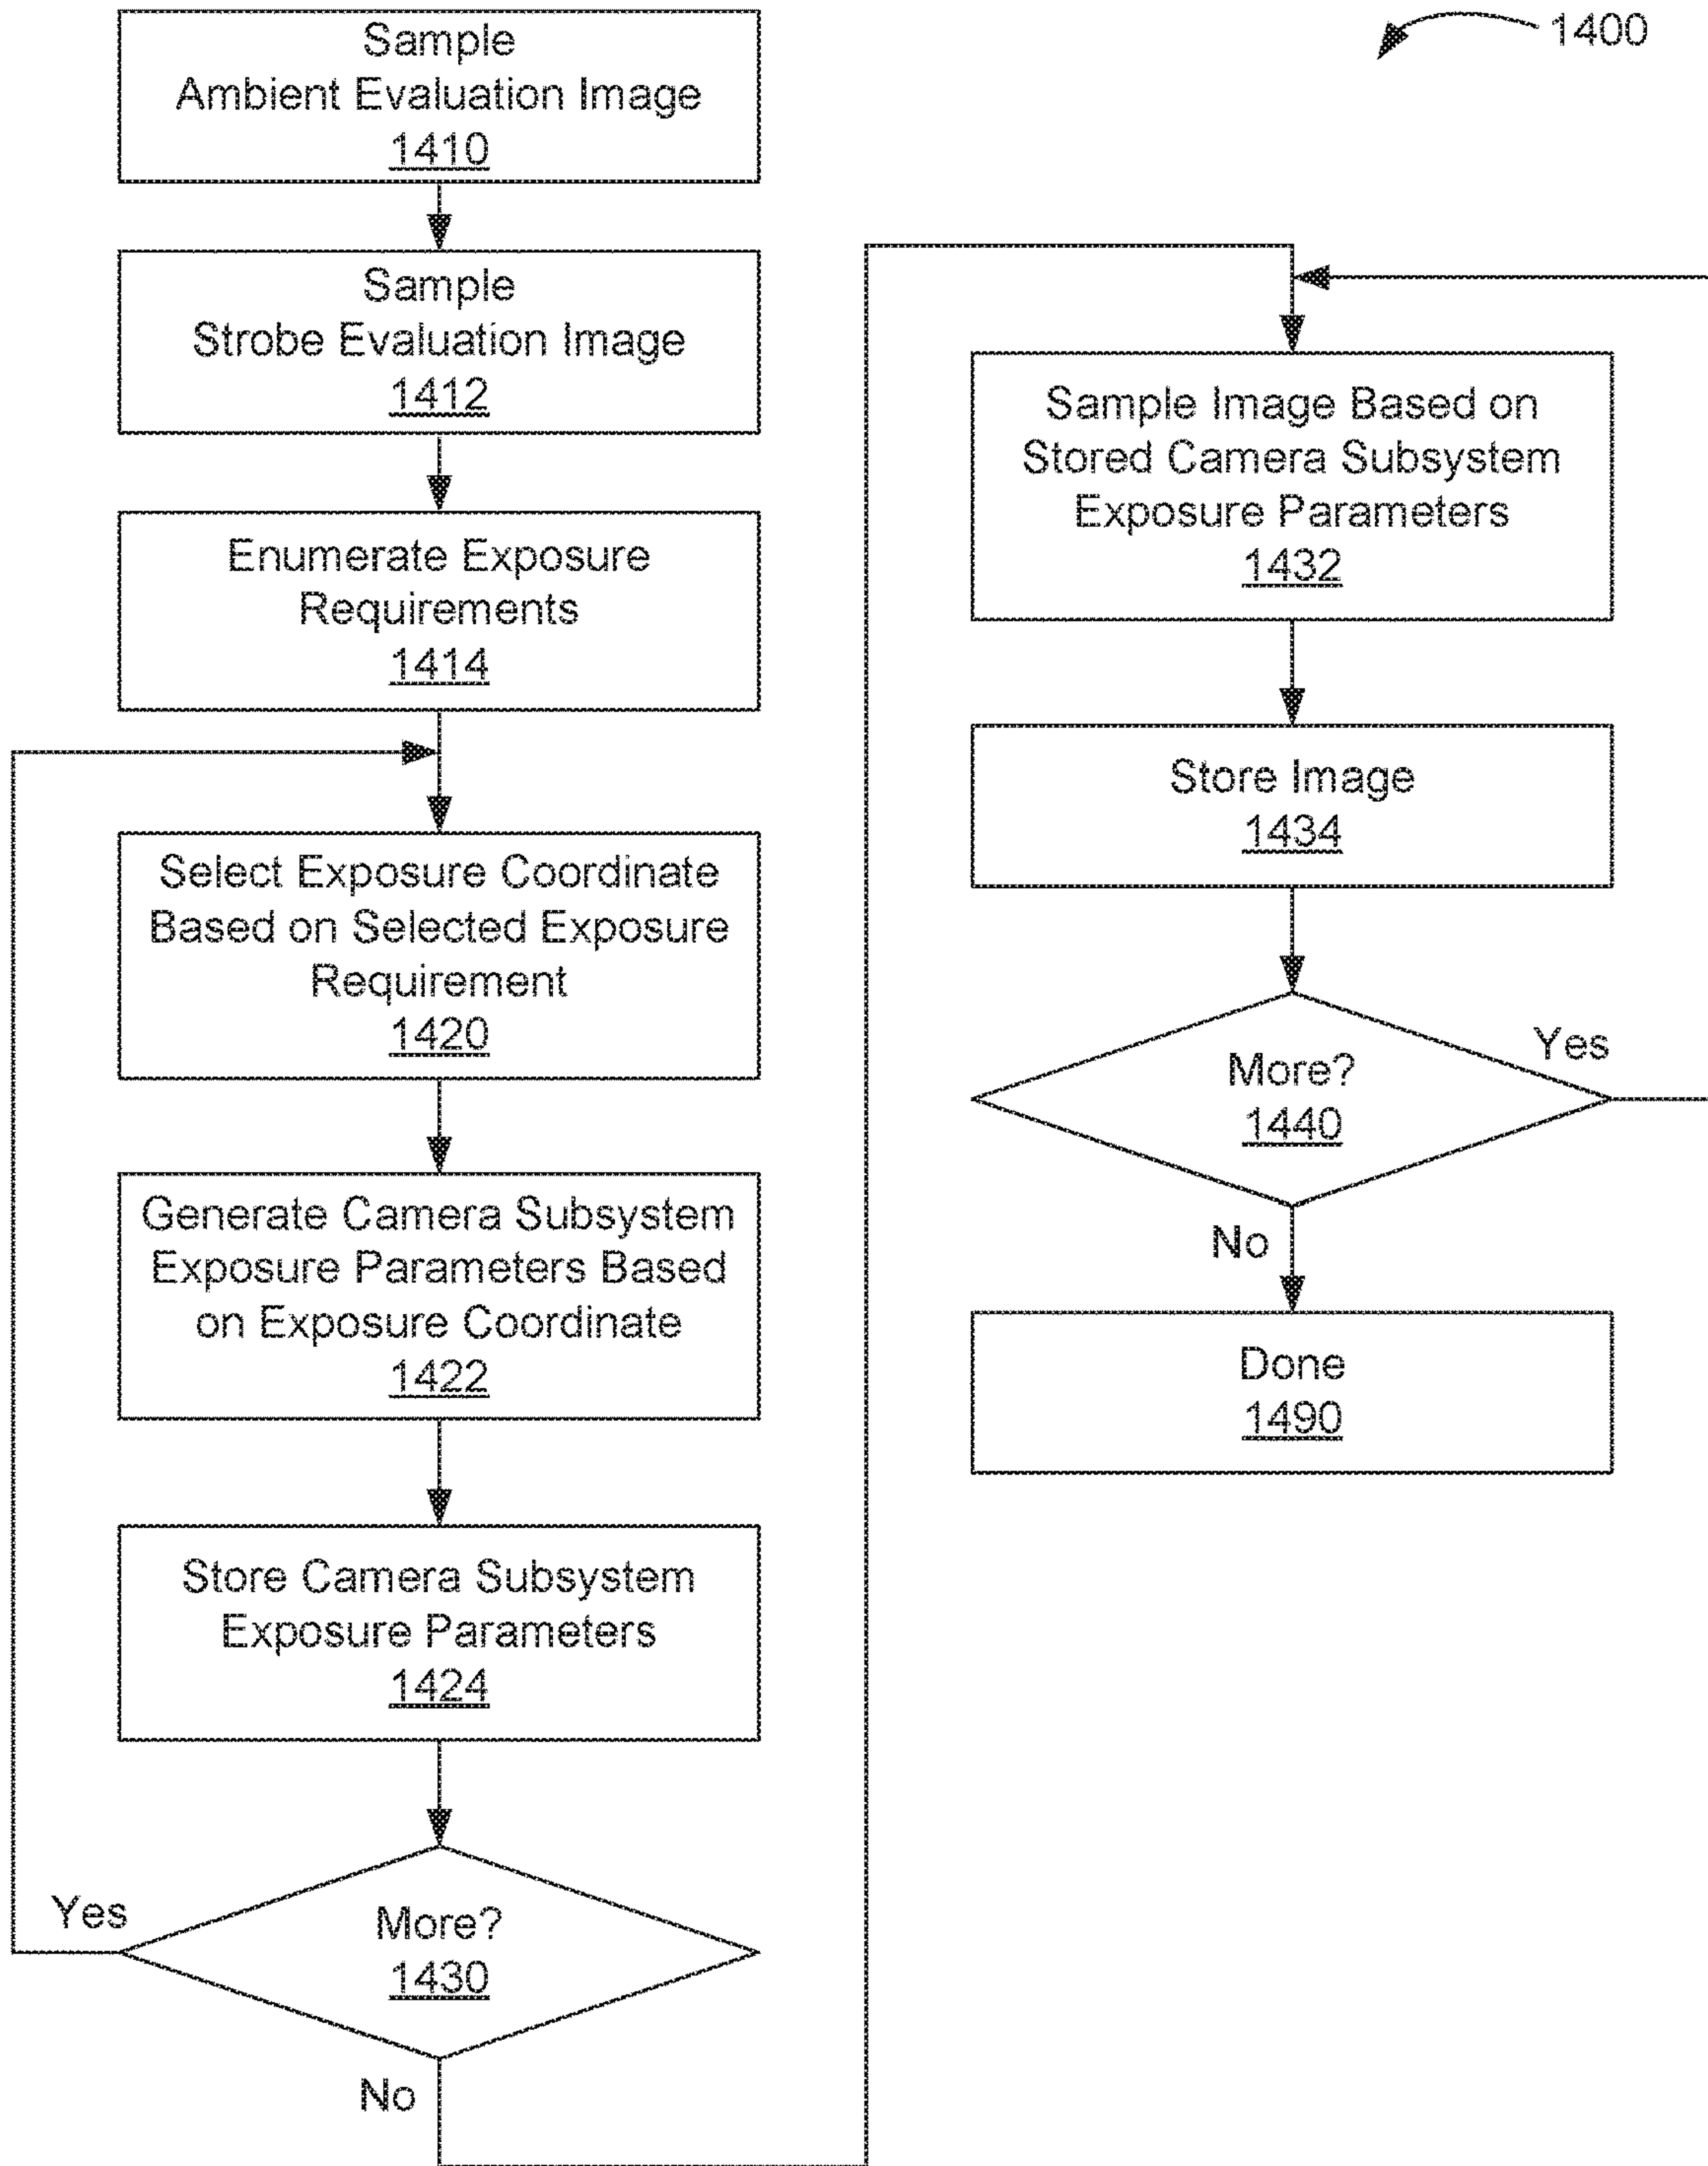 1400
Sample
Ambient Evaluation Image
1410
Sample
Strobe Evaluation Image
1412
Enumerate Exposure
Requirements
1414
Select Exposure Coordinate
Based on Selected Exposure
Requirement
1420
Generate Camera Subsystem
Exposure Parameters Based
on Exposure Coordinate
1422
Store Camera Subsystem
Exposure Parameters
1424
Yes
More?
1430
No
Sample Image Based on
Stored Camera Subsystem
Exposure Parameters
1432
Store Image
1434
Yes
More?
1440
No
Done
1490